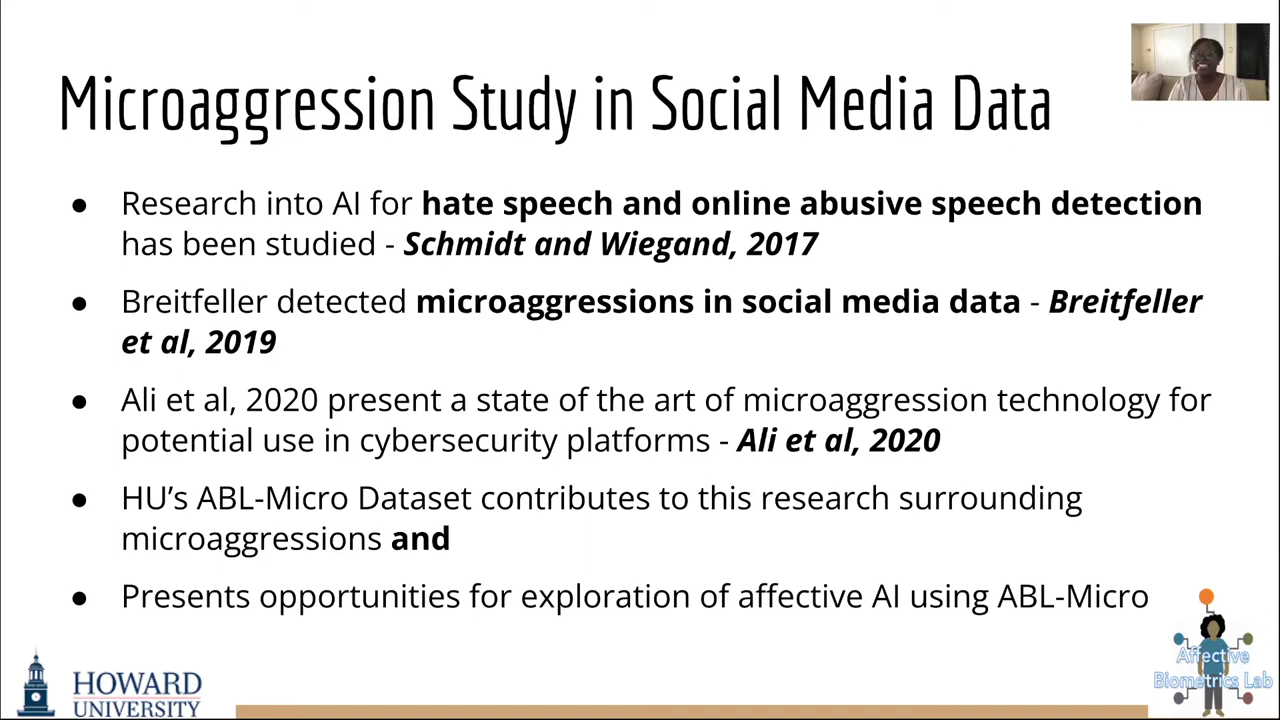 Microaggression Study in Social Media Data
● Research into AI for hate speech and online abusive speech detection
has been studied - Schmidt and Wiegand, 2017
● Breitfeller detected microaggressions in social media data - Breitfeller
et al, 2019
● Ali et al, 2020 present a state of the art of microaggression technology for
potential use in cybersecurity platforms - Ali et al, 2020
● HU’s ABL-Micro Dataset contributes to this research surrounding
microaggressions and
● Presents opportunities for exploration of affective AI using ABL-Micro
HOWARD
UNIVERSITY
Affective
Biometrics Lab